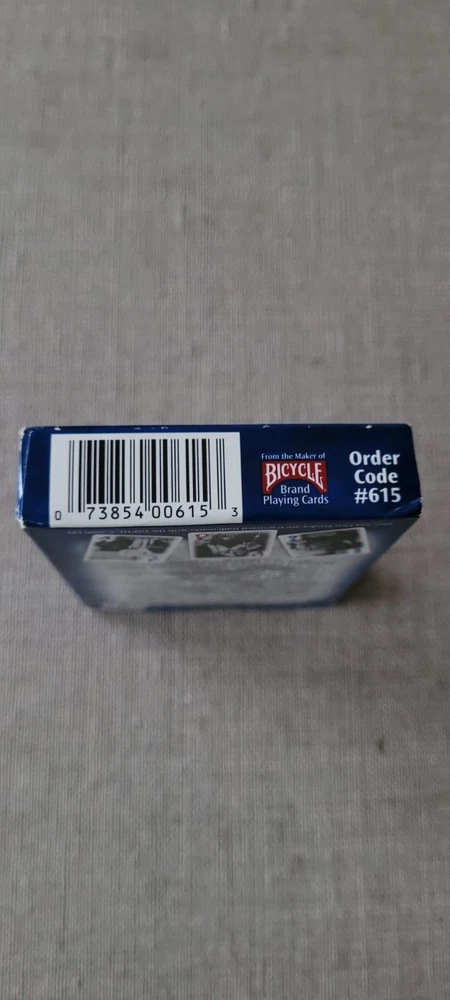 0 73854 00615 3
From the Maker of
BICYCLE
Brand
Playing Cards
Order
Code
#615